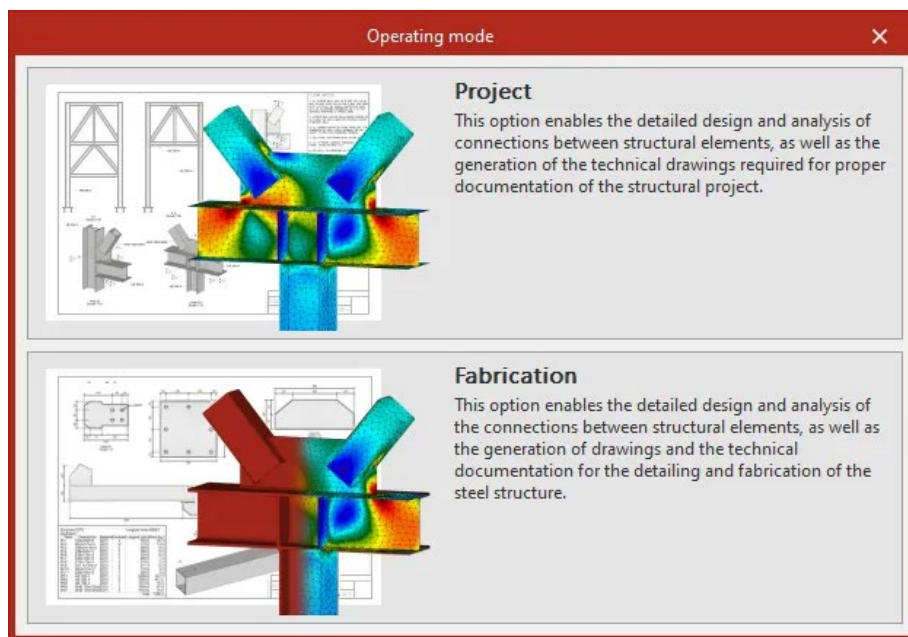 Operating mode
Project
This option enables the detailed design and analysis of
connections between structural elements, as well as the
generation of the technical drawings required for proper
documentation of the structural project.
Fabrication
This option enables the detailed design and analysis of
the connections between structural elements, as well as
the generation of drawings and the technical
documentation for the detailing and fabrication of the
steel structure.